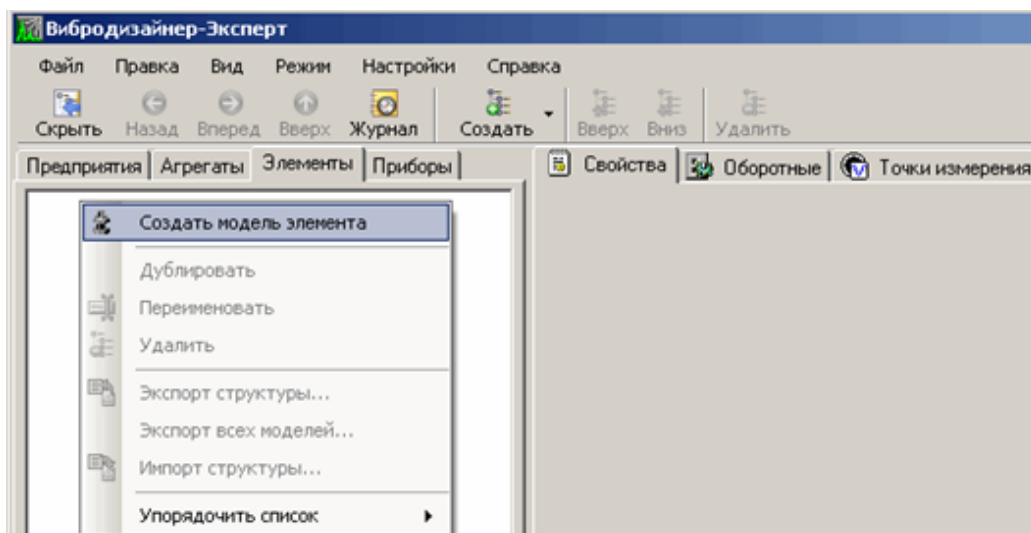 Вибродизайнер-Эксперт
Файл Правка Вид Режим Настройки Справка
Скрыть Назад Вперед Вверх Журнал Создать Вверх Вниз Удалить
Предприятия Агрегаты Элементы Приборы Свойства Оборотные Точки измерения
Создать модель элемента
Дублировать
Переименовать
Удалить
Экспорт структуры...
Экспорт всех моделей...
Импорт структуры...
Упорядочить список